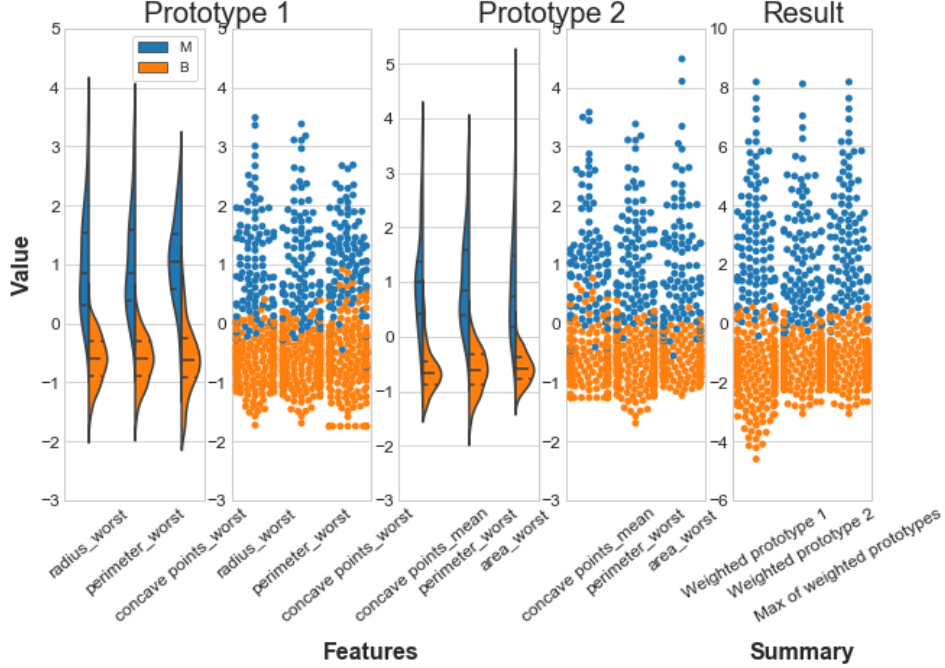 Prototype 1
Prototype 2
Result
Value
M
B
5
4
3
2
1
0
−1
−2
−3
5
4
3
2
1
0
−1
−2
−3
5
4
3
2
1
0
−1
−2
−3
5
4
3
2
1
0
−1
−2
−3
10
8
6
4
2
0
−2
−4
−6
radius_worst
perimeter_worst
concave points_worst
radius_worst
perimeter_worst
concave points_worst
concave points_mean
perimeter_worst
area_worst
concave points_mean
perimeter_worst
area_worst
Weighted prototype 1
Weighted prototype 2
Max of weighted prototypes
Features
Summary